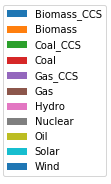 Biomass_CCS
Biomass
Coal_CCS
Coal
Gas_CCS
Gas
Hydro
Nuclear
Oil
Solar
Wind